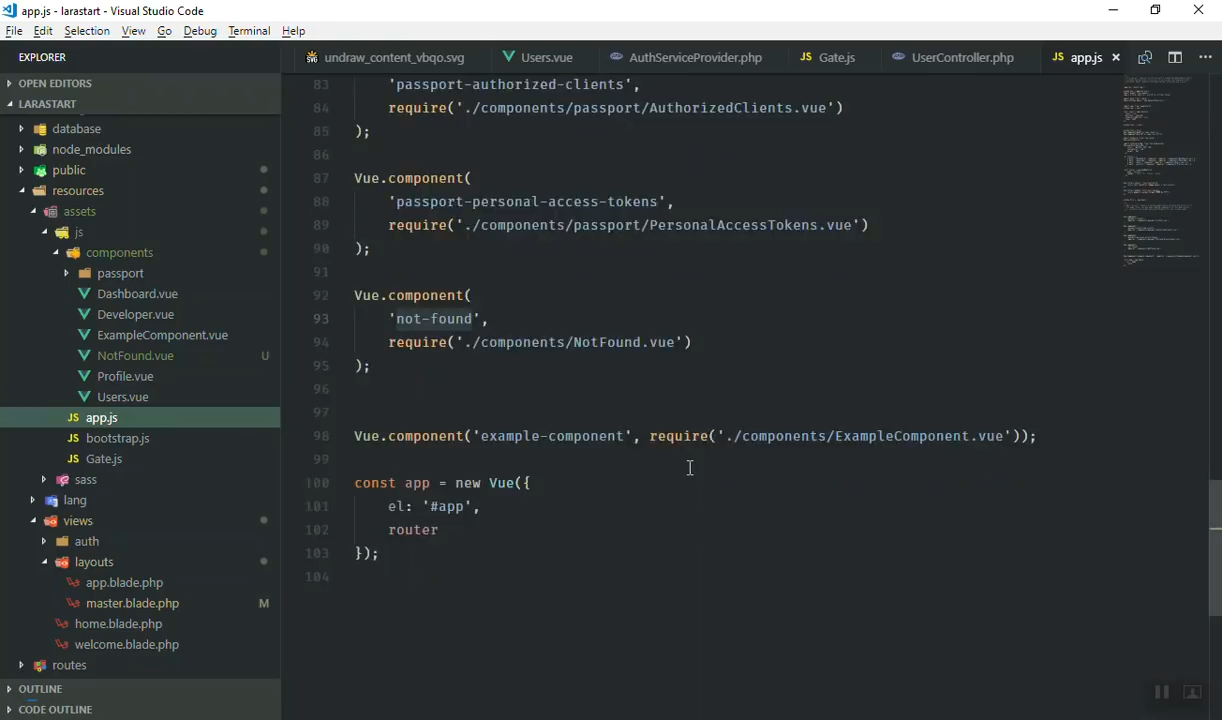 app.js - larastart - Visual Studio Code
File Edit Selection View Go Debug Terminal Help
EXPLORER
undraw_content_vbqo.svg Users.vue AuthServiceProvider.php JS Gate.js UserController.php JS app.js
OPEN EDITORS
LARASTART
database
node_modules
public
resources
assets
js
components
passport
Dashboard.vue
Developer.vue
ExampleComponent.vue
NotFound.vue U
Profile.vue
Users.vue
JS app.js
JS bootstrap.js
JS Gate.js
sass
lang
views
auth
layouts
app.blade.php
master.blade.php M
home.blade.php
welcome.blade.php
routes
OUTLINE
CODE OUTLINE
83 'passport-authorized-clients',
84 require('./components/passport/AuthorizedClients.vue')
85 );
86
87 Vue.component(
88 'passport-personal-access-tokens',
89 require('./components/passport/PersonalAccessTokens.vue')
90 );
91
92 Vue.component(
93 'not-found',
94 require('./components/NotFound.vue')
95 );
96
97
98 Vue.component('example-component', require('./components/ExampleComponent.vue'));
99
100 const app = new Vue({
101 el: '#app',
102 router
103 });
104